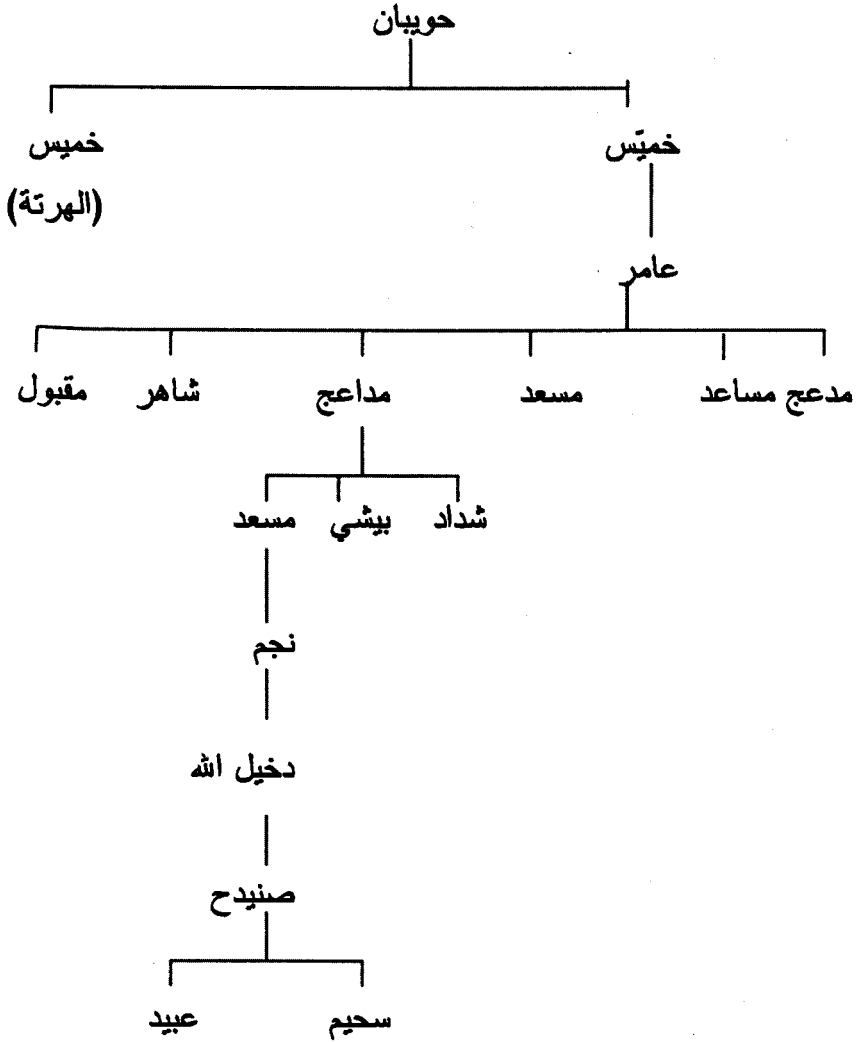 حويبان
خميّس خميس
(الهرتة)
عامر
مدعج مساعد مسعد مداعج شاهر مقبول
شداد بيشي مسعد
نجم
دخيل الله
صنيدح
سحيم عبيد